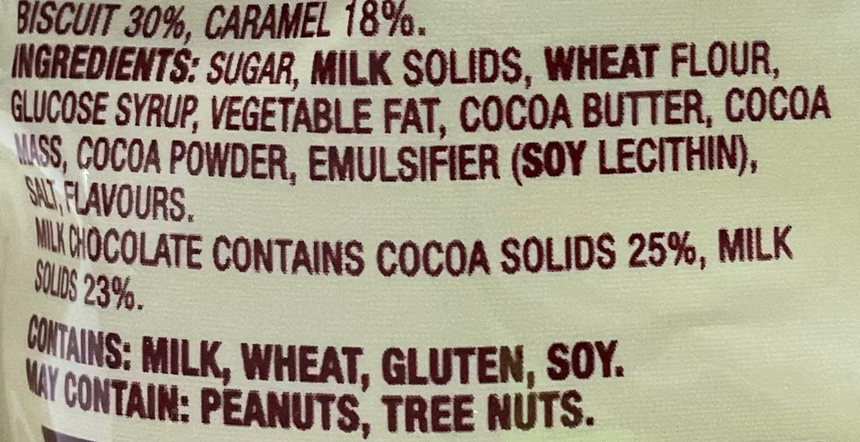 BISCUIT 30%, CARAMEL 18%.
INGREDIENTS: SUGAR, MILK SOLIDS, WHEAT FLOUR,
GLUCOSE SYRUP, VEGETABLE FAT, COCOA BUTTER, COCOA
MASS, COCOA POWDER, EMULSIFIER (SOY LECITHIN),
SALT, FLAVOURS.
MILK CHOCOLATE CONTAINS COCOA SOLIDS 25%, MILK
SOLIDS 23%.
CONTAINS: MILK, WHEAT, GLUTEN, SOY.
MAY CONTAIN: PEANUTS, TREE NUTS.